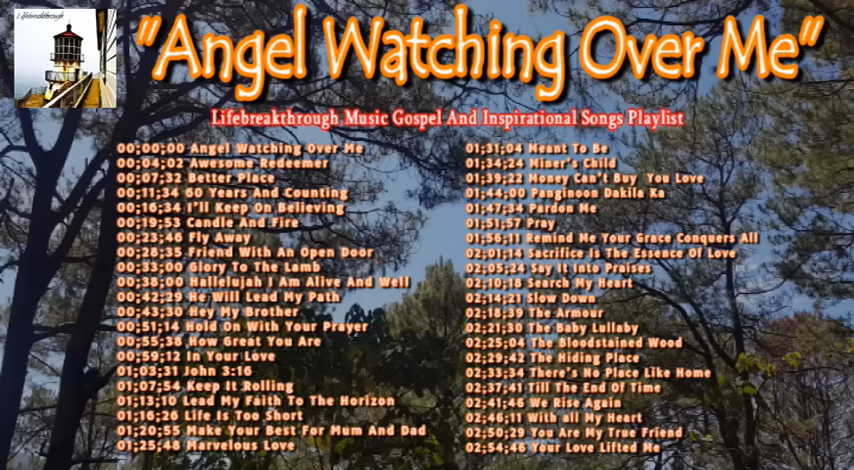 Lifebreakthrough
"Angel Watching Over Me"
Lifebreakthrough Music Gospel And Inspirational Songs Playlist
00;00;00 Angel Watching Over Me
00;04;02 Awesome Redeemer
00;07;32 Better Place
00;11;34 60 Years And Counting
00;16;34 I'll Keep On Believing
00;19;53 Candle And Fire
00;23;46 Fly Away
00;28;35 Friend With An Open Door
00;33;00 Glory To The Lamb
00;38;00 Hallelujah I Am Alive And Well
00;42;29 He Will Lead My Path
00;43;30 Hey My Brother
00;51;14 Hold On With Your Prayer
00;55;38 How Great You Are
00;59;12 In Your Love
01;03;31 John 3:16
01;07;54 Keep It Rolling
01;13;10 Lead My Faith To The Horizon
01;16;26 Life Is Too Short
01;20;55 Make Your Best For Mum And Dad
01;25;48 Marvelous Love
01;31;04 Meant To Be
01;34;24 Miner's Child
01;39;22 Money Can't Buy You Love
01;44;00 Panginoon Dakila Ka
01;47;34 Pardon Me
01;51;57 Pray
01;56;11 Remind Me Your Grace Conquers All
02;01;14 Sacrifice Is The Essence Of Love
02;05;24 Say It Into Praises
02;10;18 Search My Heart
02;14;21 Slow Down
02;18;39 The Armour
02;21;30 The Baby Lullaby
02;25;04 The Bloodstained Wood
02;29;42 The Hiding Place
02;33;34 There's No Place Like Home
02;37;41 Till The End Of Time
02;41;46 We Rise Again
02;46;11 With all My Heart
02;50;29 You Are My True Friend
02;54;46 Your Love Lifted Me